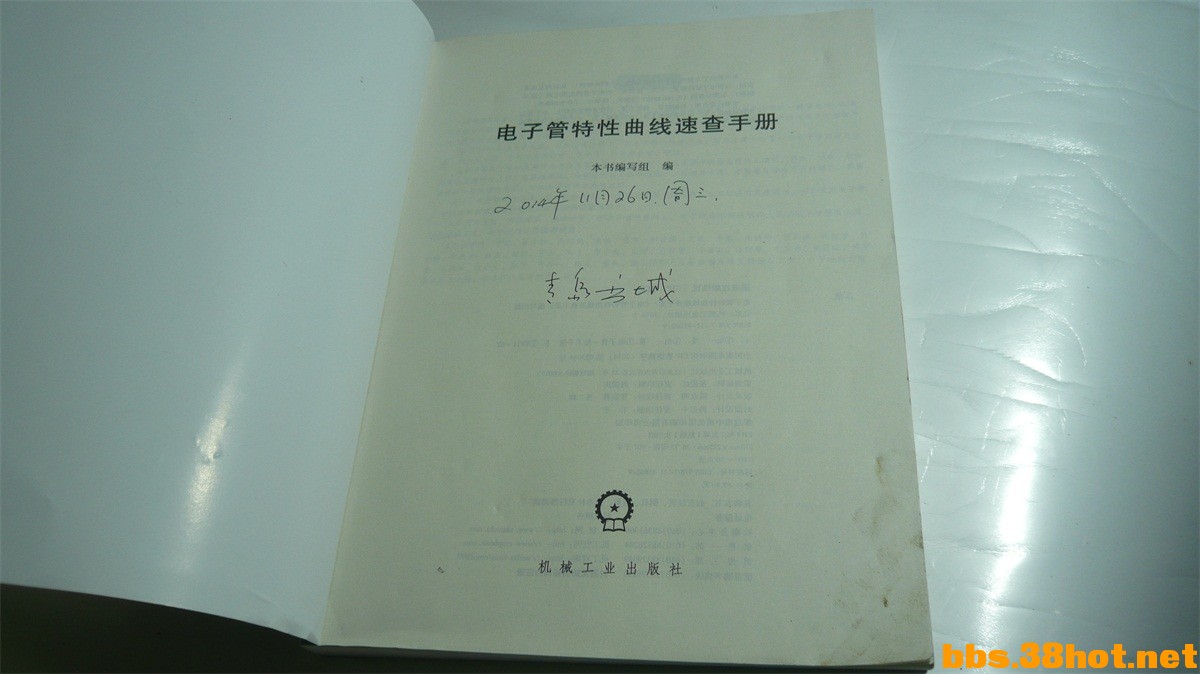 电子管特性曲线速查手册
本书编写组 编
2014年11月26日.周三.
青岛书城
机械工业出版社
bbs.38hot.net